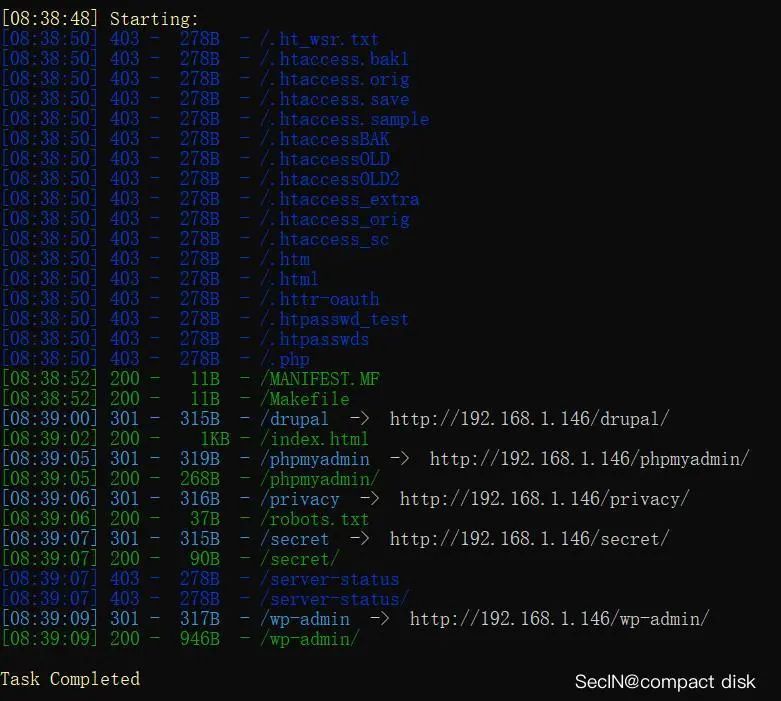 [08:38:48] Starting:
[08:38:50] 403 - 278B - /.ht_wsr.txt
[08:38:50] 403 - 278B - /.htaccess.bak1
[08:38:50] 403 - 278B - /.htaccess.orig
[08:38:50] 403 - 278B - /.htaccess.save
[08:38:50] 403 - 278B - /.htaccess.sample
[08:38:50] 403 - 278B - /.htaccessBAK
[08:38:50] 403 - 278B - /.htaccessOLD
[08:38:50] 403 - 278B - /.htaccessOLD2
[08:38:50] 403 - 278B - /.htaccess_extra
[08:38:50] 403 - 278B - /.htaccess_orig
[08:38:50] 403 - 278B - /.htaccess_sc
[08:38:50] 403 - 278B - /.htm
[08:38:50] 403 - 278B - /.html
[08:38:50] 403 - 278B - /.httr-oauth
[08:38:50] 403 - 278B - /.htpasswd_test
[08:38:50] 403 - 278B - /.htpasswds
[08:38:50] 403 - 278B - /.php
[08:38:52] 200 - 11B - /MANIFEST.MF
[08:38:52] 200 - 11B - /Makefile
[08:39:00] 301 - 315B - /drupal -> http://192.168.1.146/drupal/
[08:39:02] 200 - 1KB - /index.html
[08:39:05] 301 - 319B - /phpmyadmin -> http://192.168.1.146/phpmyadmin/
[08:39:05] 200 - 268B - /phpmyadmin/
[08:39:06] 301 - 316B - /privacy -> http://192.168.1.146/privacy/
[08:39:06] 200 - 37B - /robots.txt
[08:39:07] 301 - 315B - /secret -> http://192.168.1.146/secret/
[08:39:07] 200 - 90B - /secret/
[08:39:07] 403 - 278B - /server-status
[08:39:07] 403 - 278B - /server-status/
[08:39:09] 301 - 317B - /wp-admin -> http://192.168.1.146/wp-admin/
[08:39:09] 200 - 946B - /wp-admin/
Task Completed
SecIN@compact disk